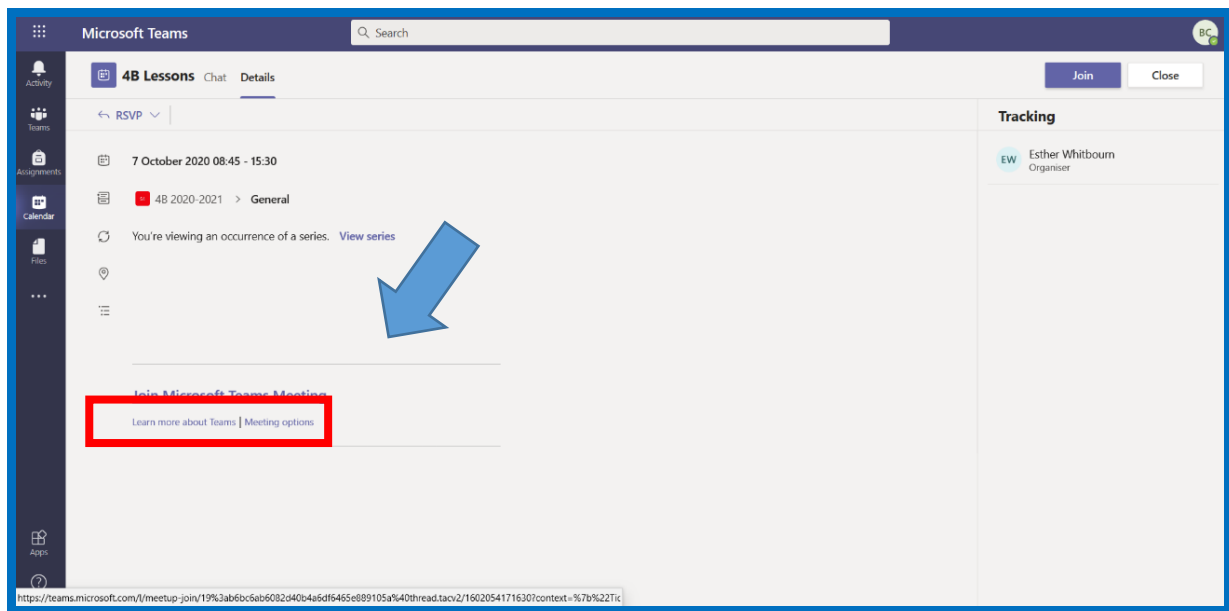 Microsoft Teams
Search
BC
Activity
Teams
Assignments
Calendar
Files
Apps
4B Lessons Chat Details
Join Close
RSVP
7 October 2020 08:45 - 15:30
4B 2020-2021 > General
You're viewing an occurrence of a series. View series
Join Microsoft Teams Meeting
Learn more about Teams | Meeting options
Tracking
EW Esther Whitbourn
Organiser
https://teams.microsoft.com/l/meetup-join/19%3ab6bc6ab6082d40b4a6df6465e889105a%40thread.tacv2/1602054171630?context=%7b%22Tic